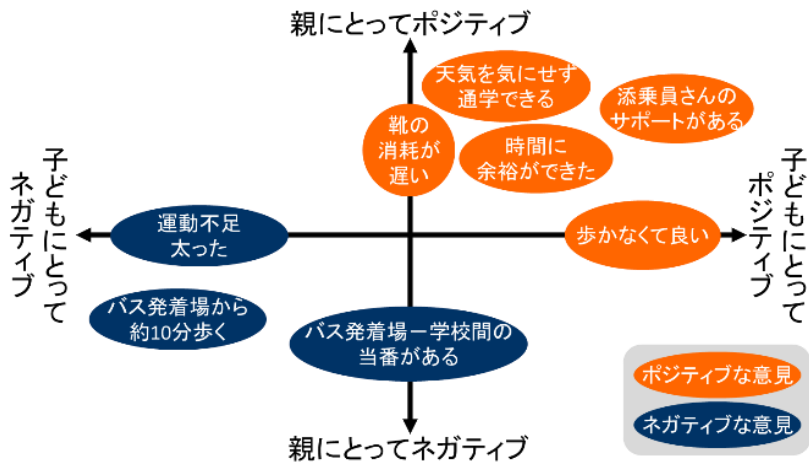 親にとってポジティブ
天気を気にせず
通学できる
添乗員さんの
サポートがある
靴の
消耗が
遅い
時間に
余裕ができた
子どもにとって
ネガティブ
子どもにとって
ポジティブ
運動不足
太った
歩かなくて良い
バス発着場から
約10分歩く
バス発着場－学校間の
当番がある
ポジティブな意見
ネガティブな意見
親にとってネガティブ